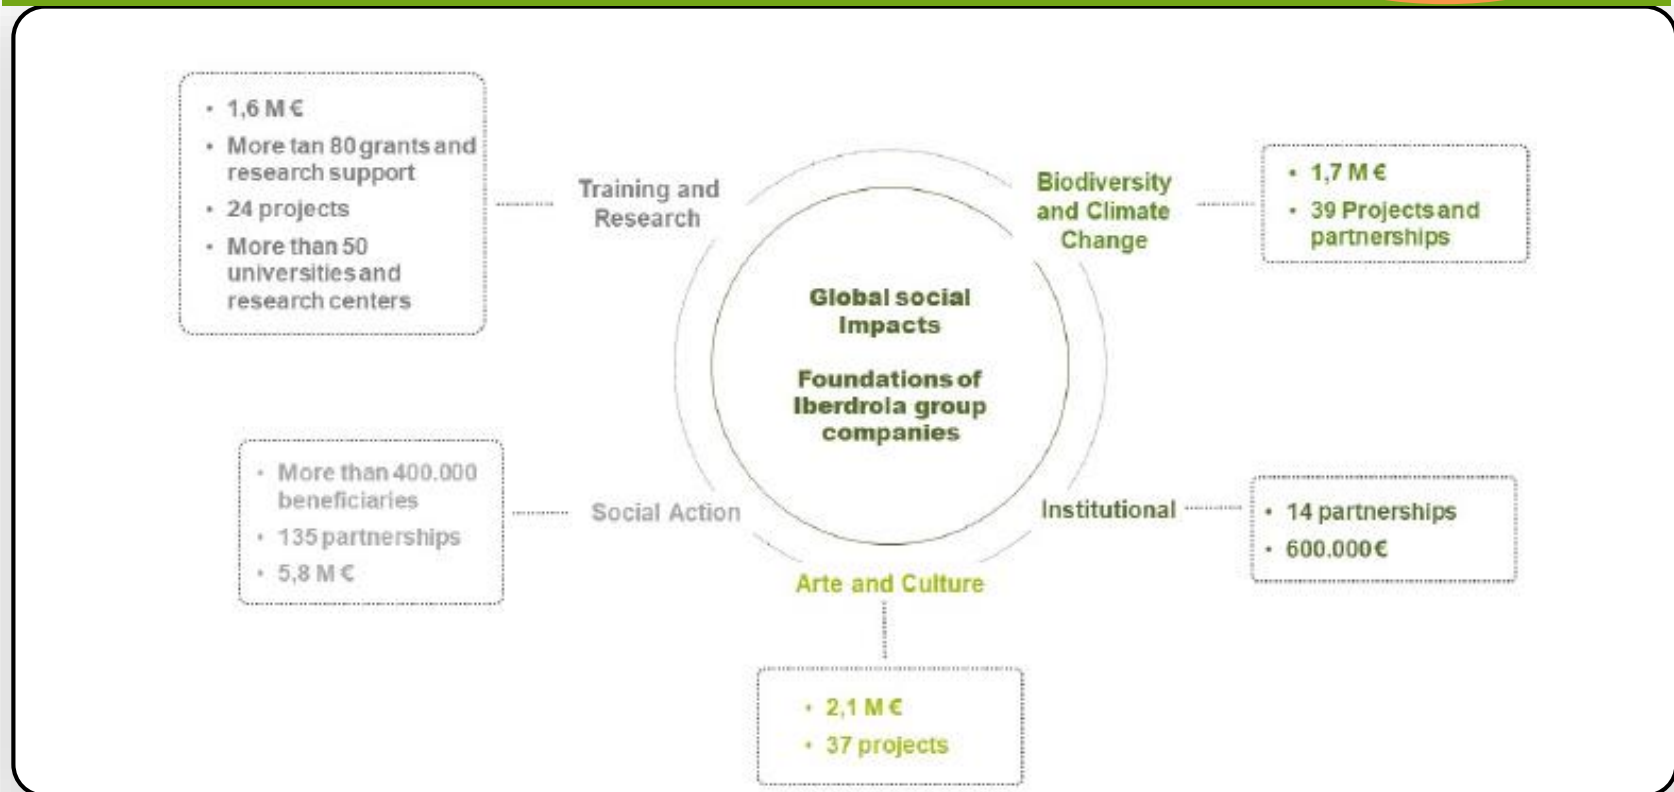 • 1,6 M €
• More tan 80 grants and
research support
• 24 projects
• More than 50
universities and
research centers
Training and
Research
Biodiversity
and Climate
Change
• 1,7 M €
• 39 Projects and
partnerships
Global social
Impacts
Foundations of
Iberdrola group
companies
• More than 400.000
beneficiaries
• 135 partnerships
• 5,8 M €
Social Action
Institutional
• 14 partnerships
• 600.000 €
Arte and Culture
• 2,1 M €
• 37 projects